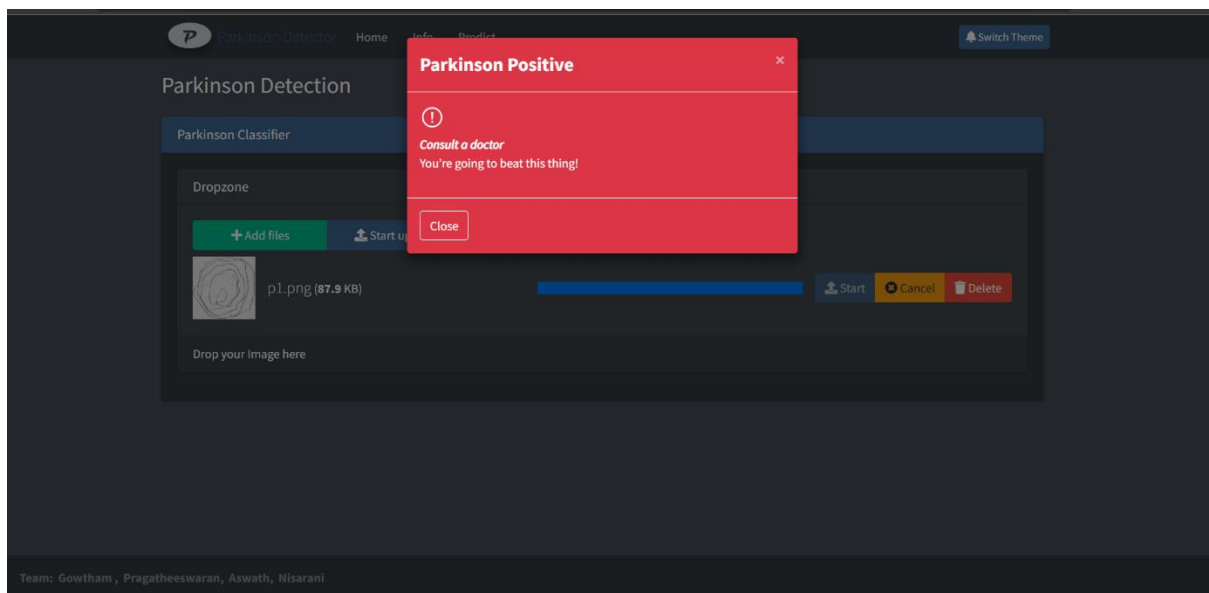 P Parkinson-Detector Home Info Predict Switch Theme
Parkinson Detection
Parkinson Classifier
Parkinson Positive ×
Consult a doctor
You're going to beat this thing!
Close
Dropzone
Add files Start up
p1.png (87.9 KB) Start Cancel Delete
Drop your Image here
Team: Gowtham , Pragatheeswaran, Aswath, Nisarani